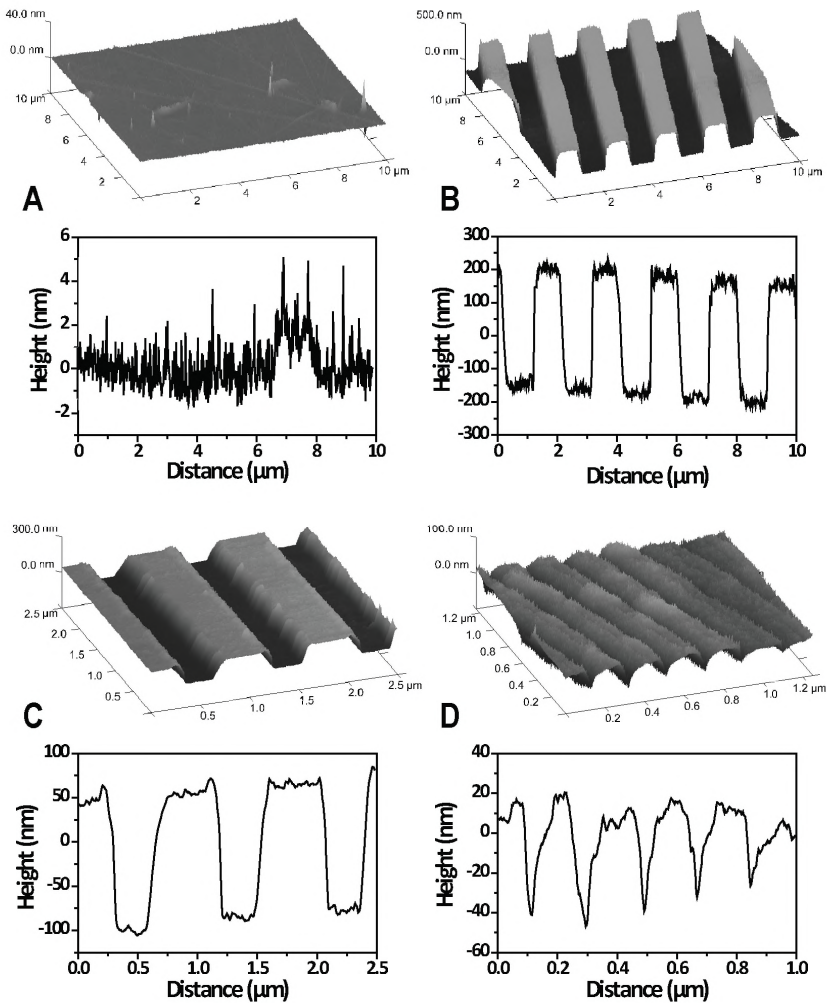 40.0 nm
0.0 nm
10 µm
8
6
4
2
2
4
6
8
10 µm
A
6
4
2
0
-2
Height (nm)
0 2 4 6 8 10
Distance (µm)
500.0 nm
0.0 nm
10 µm
8
6
4
2
2
4
6
8
10 µm
B
300
200
100
0
-100
-200
-300
Height (nm)
0 2 4 6 8 10
Distance (µm)
300.0 nm
0.0 nm
2.5 µm
2.0
1.5
1.0
0.5
0.5
1.0
1.5
2.0
2.5 µm
C
100
50
0
-50
-100
Height (nm)
0.0 0.5 1.0 1.5 2.0 2.5
Distance (µm)
100.0 nm
0.0 nm
1.2 µm
1.0
0.8
0.6
0.4
0.2
0.2
0.4
0.6
0.8
1.0
1.2 µm
D
40
20
0
-20
-40
-60
Height (nm)
0.0 0.2 0.4 0.6 0.8 1.0
Distance (µm)